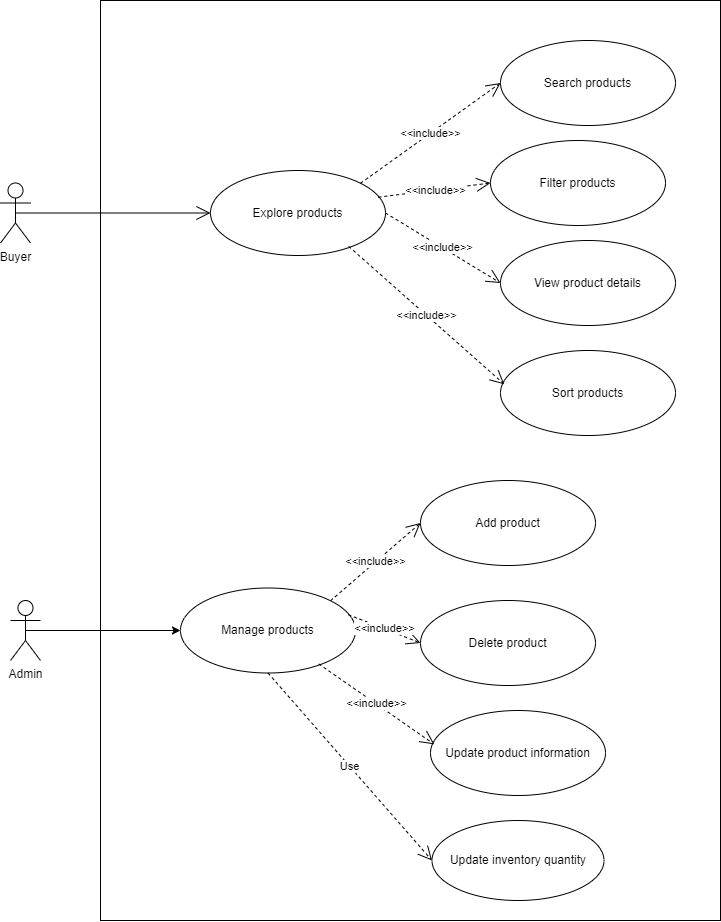 Search products
<<include>>
Filter products
<<include>>
Explore products
Buyer
<<include>>
View product details
<<include>>
Sort products
Add product
<<include>>
Manage products
<<include>>
Delete product
Admin
<<include>>
Update product information
Use
Update inventory quantity